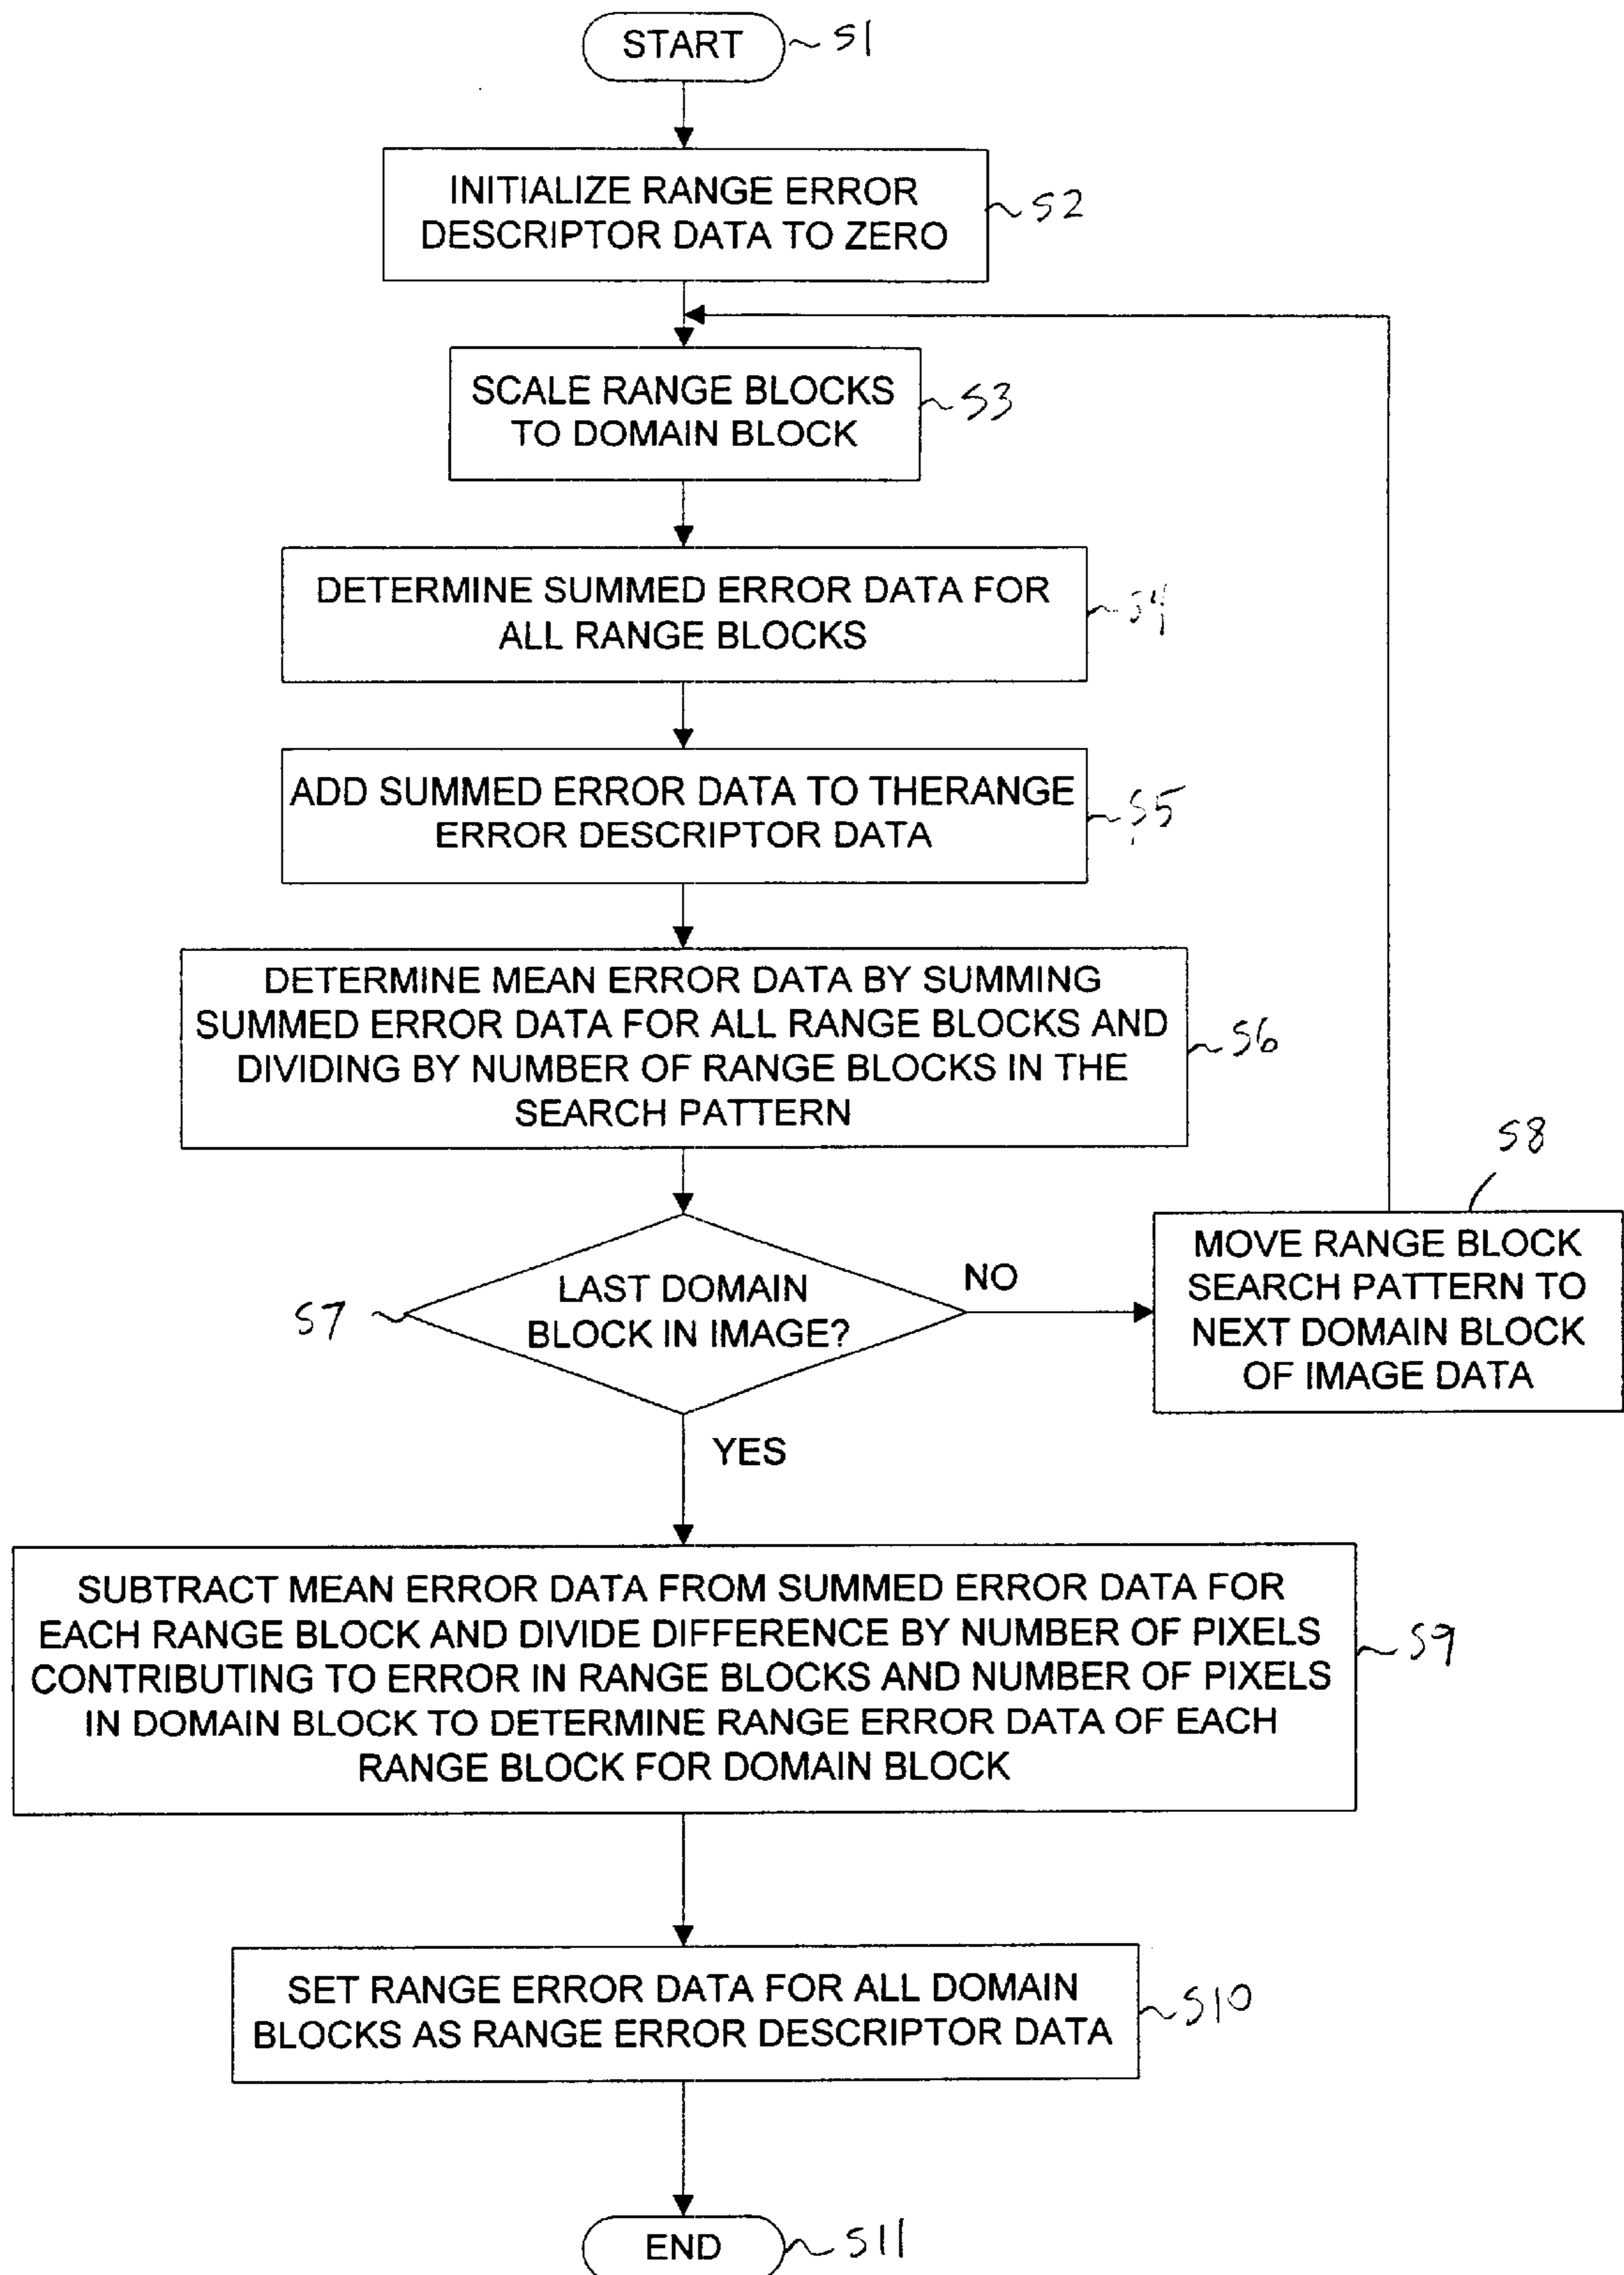 START
S1
INITIALIZE RANGE ERROR
DESCRIPTOR DATA TO ZERO
S2
SCALE RANGE BLOCKS
TO DOMAIN BLOCK
S3
DETERMINE SUMMED ERROR DATA FOR
ALL RANGE BLOCKS
S4
ADD SUMMED ERROR DATA TO THERANGE
ERROR DESCRIPTOR DATA
S5
DETERMINE MEAN ERROR DATA BY SUMMING
SUMMED ERROR DATA FOR ALL RANGE BLOCKS AND
DIVIDING BY NUMBER OF RANGE BLOCKS IN THE
SEARCH PATTERN
S6
S7
LAST DOMAIN
BLOCK IN IMAGE?
NO
S8
MOVE RANGE BLOCK
SEARCH PATTERN TO
NEXT DOMAIN BLOCK
OF IMAGE DATA
YES
SUBTRACT MEAN ERROR DATA FROM SUMMED ERROR DATA FOR
EACH RANGE BLOCK AND DIVIDE DIFFERENCE BY NUMBER OF PIXELS
CONTRIBUTING TO ERROR IN RANGE BLOCKS AND NUMBER OF PIXELS
IN DOMAIN BLOCK TO DETERMINE RANGE ERROR DATA OF EACH
RANGE BLOCK FOR DOMAIN BLOCK
S9
SET RANGE ERROR DATA FOR ALL DOMAIN
BLOCKS AS RANGE ERROR DESCRIPTOR DATA
S10
END
S11